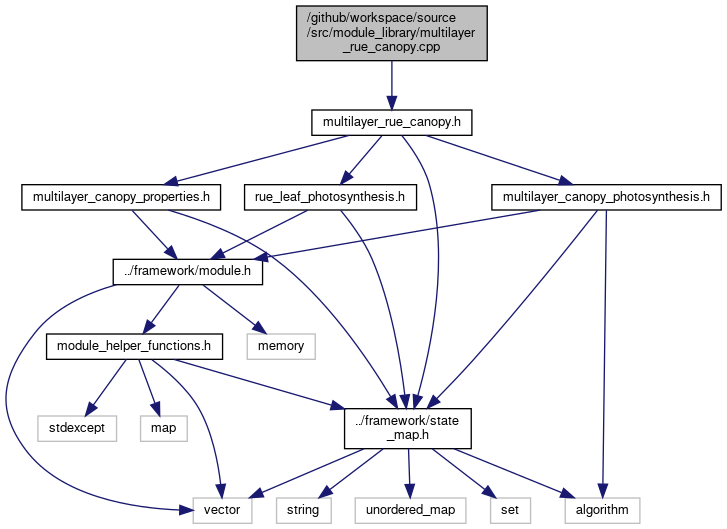 /github/workspace/source
/src/module_library/multilayer
_rue_canopy.cpp
multilayer_rue_canopy.h
multilayer_canopy_properties.h
rue_leaf_photosynthesis.h
multilayer_canopy_photosynthesis.h
../framework/module.h
module_helper_functions.h
memory
stdexcept
map
../framework/state
_map.h
vector
string
unordered_map
set
algorithm